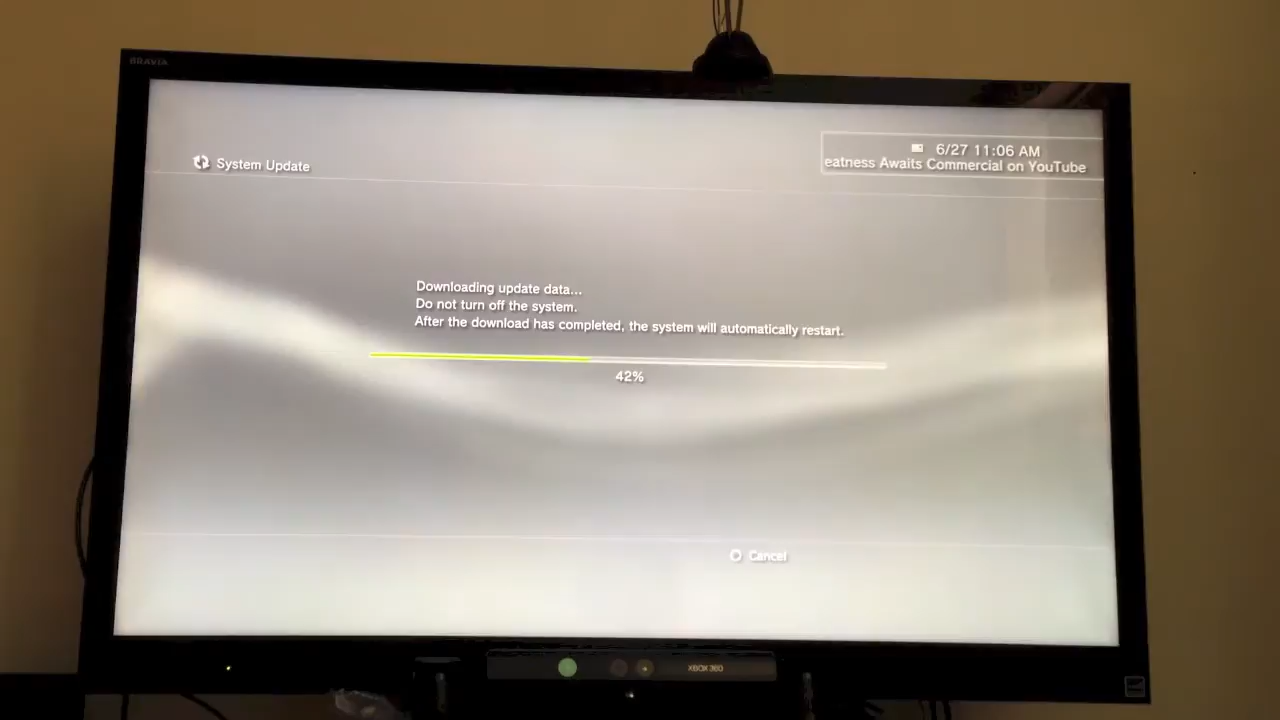 BRAVIA
6/27 11:06 AM
System Update
eatness Awaits Commercial on YouTube
Downloading update data...
Do not turn off the system.
After the download has completed, the system will automatically restart.
42%
Cancel
XBOX 360